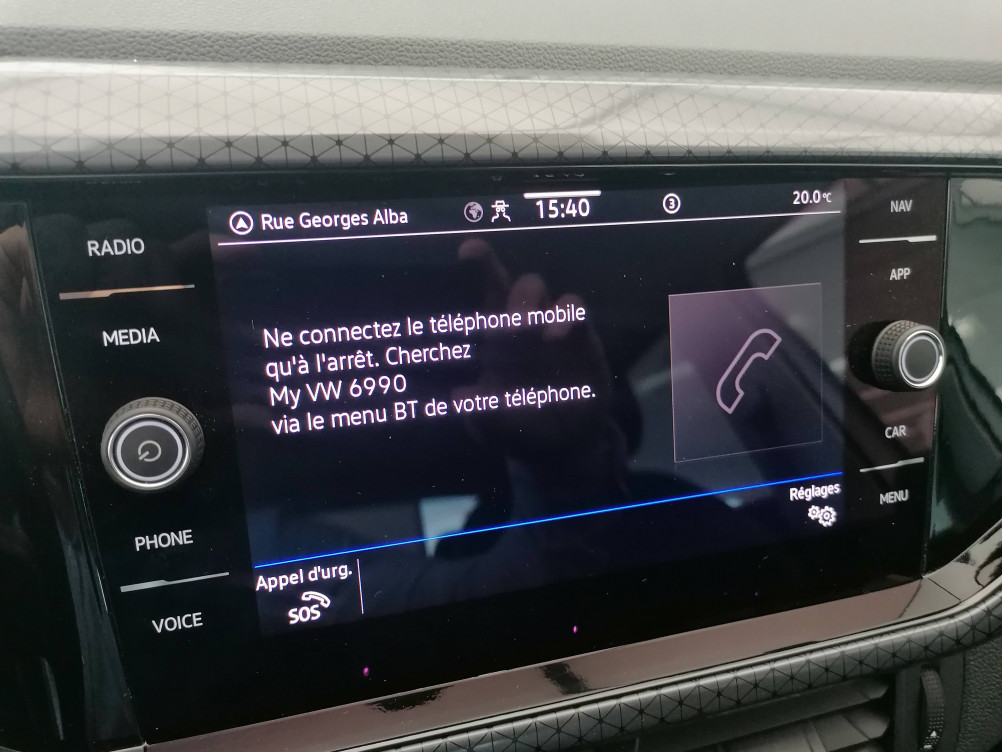 Rue Georges Alba
15:40
3
20.0°C
RADIO
MEDIA
PHONE
VOICE
Ne connectez le téléphone mobile
qu'à l'arrêt. Cherchez
My VW 6990
via le menu BT de votre téléphone.
Réglages
Appel d'urg.
SOS
NAV
APP
CAR
MENU